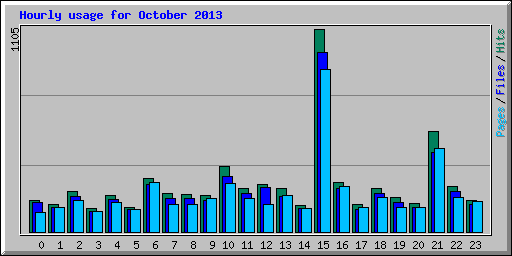 Hourly usage for October 2013
1105
Pages / Files / Hits
0 1 2 3 4 5 6 7 8 9 10 11 12 13 14 15 16 17 18 19 20 21 22 23